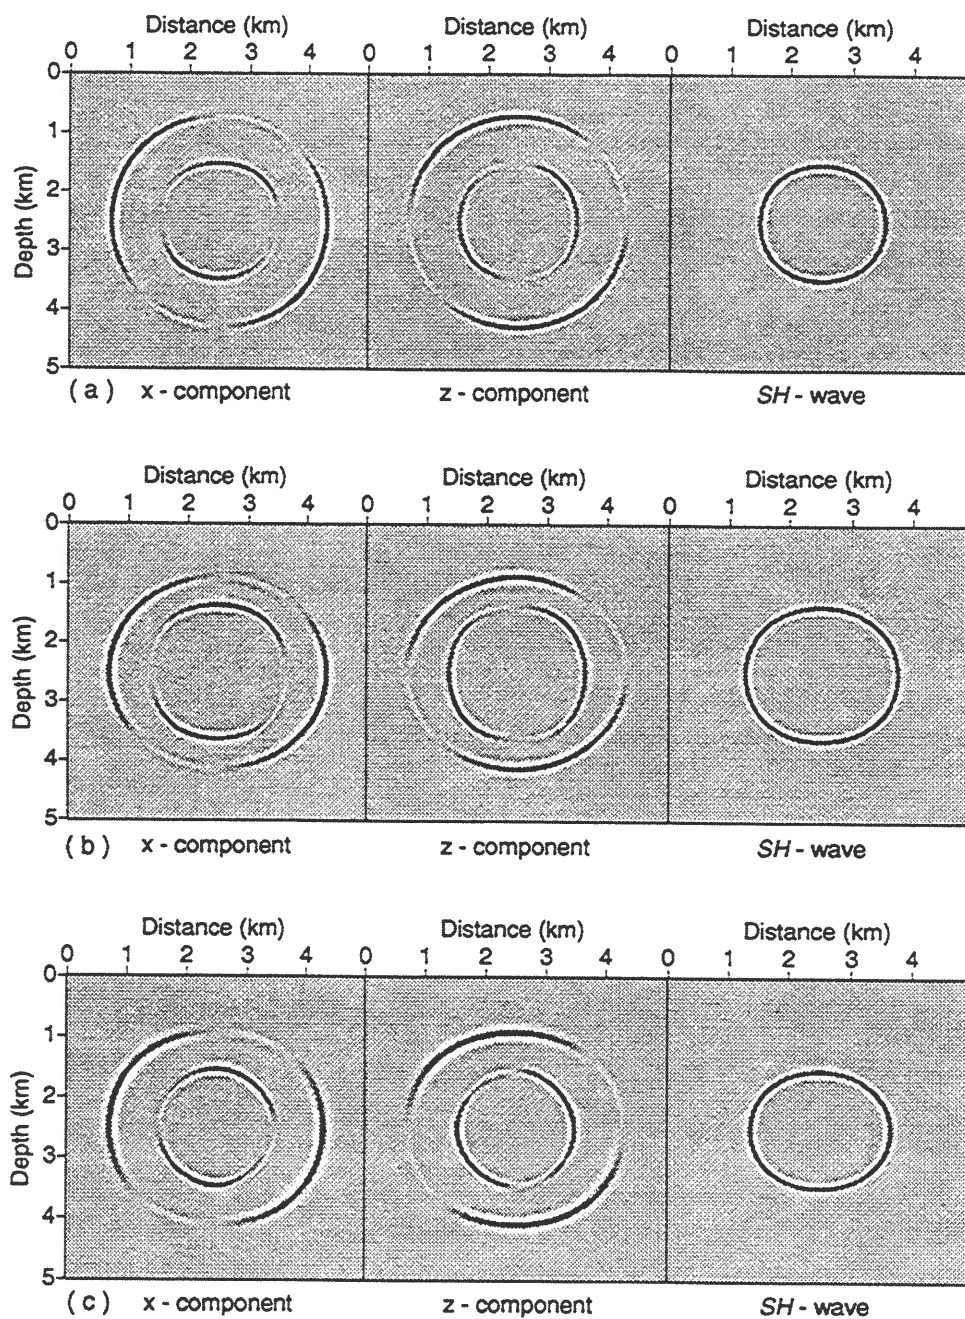 Distance (km) Distance (km) Distance (km)
0 1 2 3 4 0 1 2 3 4 0 1 2 3 4
0
1
2
3
4
5
Depth (km)
(a) x - component z - component SH - wave
Distance (km) Distance (km) Distance (km)
0 1 2 3 4 0 1 2 3 4 0 1 2 3 4
0
1
2
3
4
5
Depth (km)
(b) x - component z - component SH - wave
Distance (km) Distance (km) Distance (km)
0 1 2 3 4 0 1 2 3 4 0 1 2 3 4
0
1
2
3
4
5
Depth (km)
(c) x - component z - component SH - wave